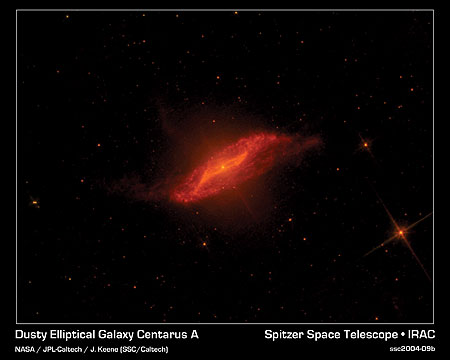 Dusty Elliptical Galaxy Centarus A
Spitzer Space Telescope • IRAC
NASA / JPL-Caltech / J. Keene (SSC/Caltech)
ssc2004-09b